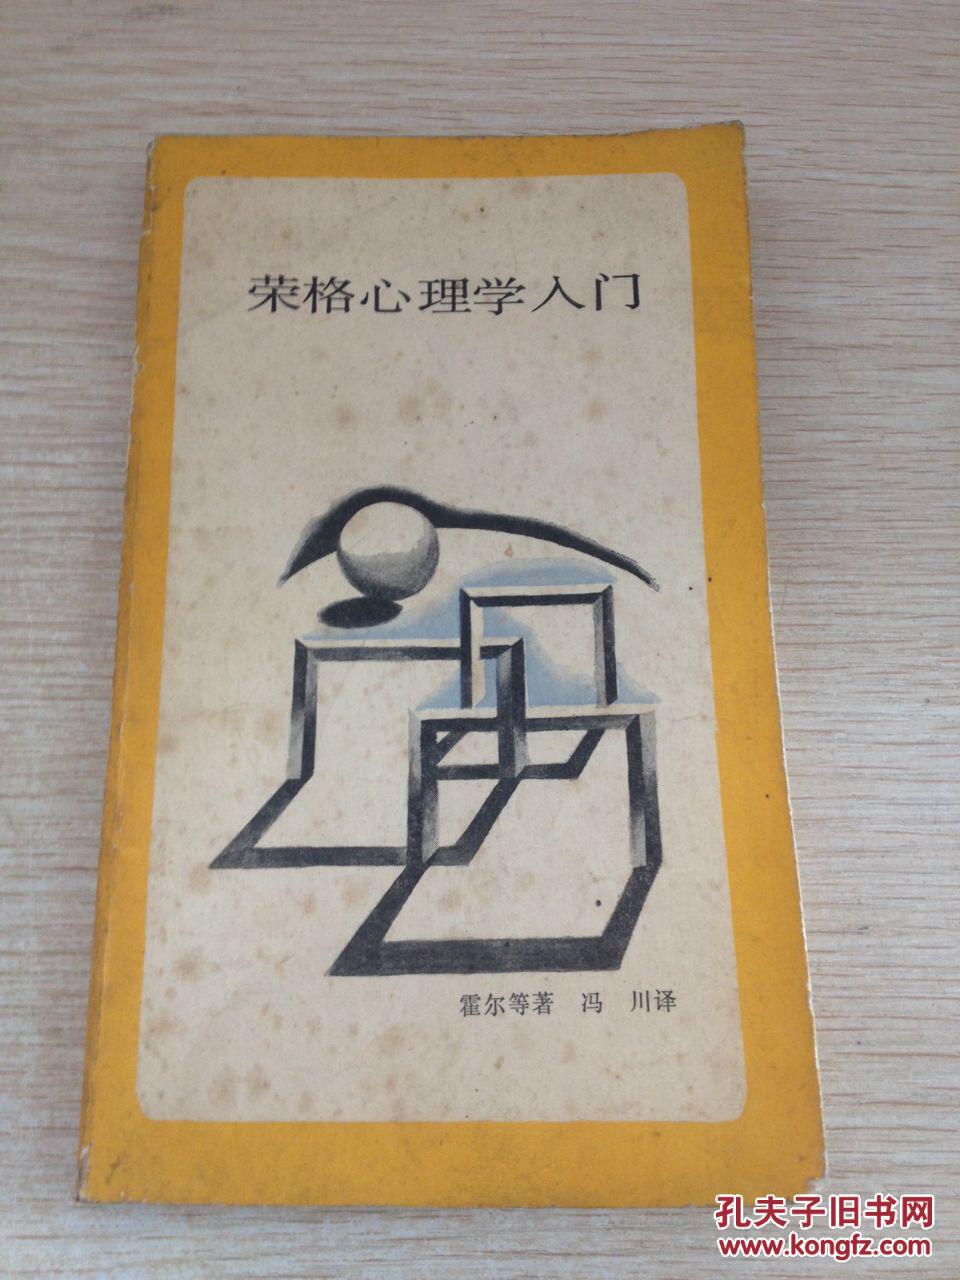 荣格心理学入门
霍尔等著 冯 川译
孔夫子旧书网
www.kongfz.com